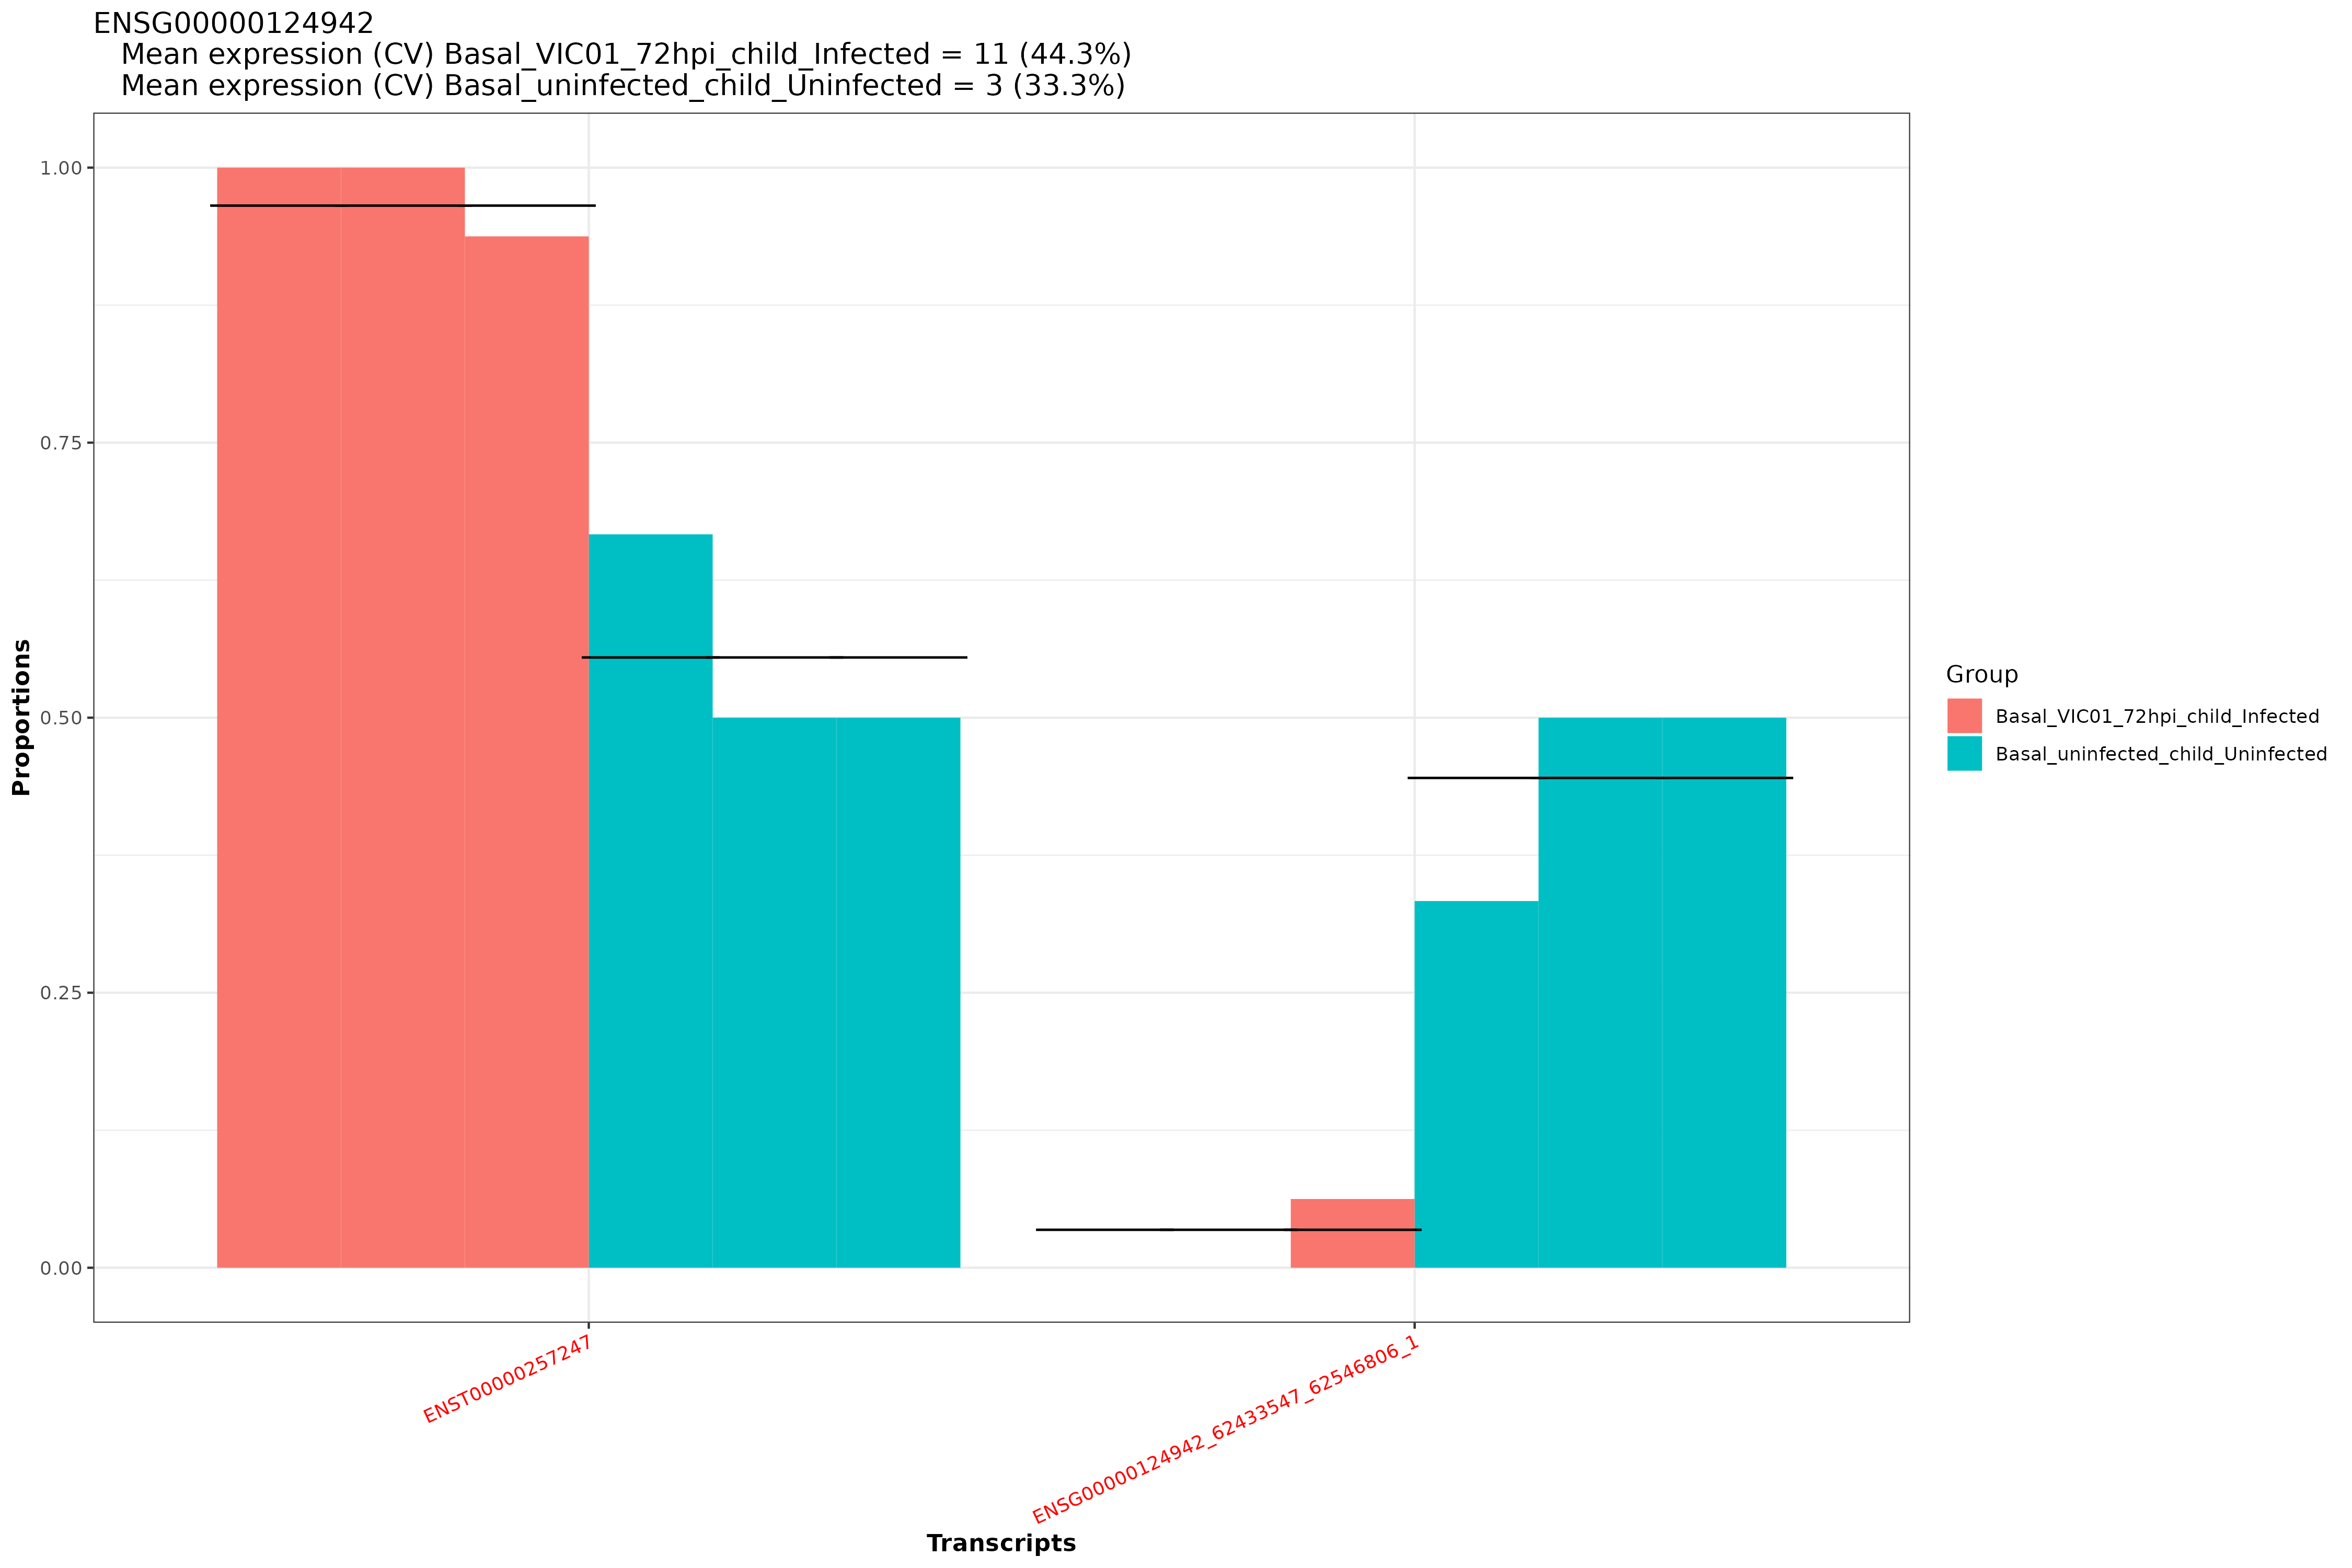 ENSG00000124942
Mean expression (CV) Basal_VIC01_72hpi_child_Infected = 11 (44.3%)
Mean expression (CV) Basal_uninfected_child_Uninfected = 3 (33.3%)
Proportions
1.00
0.75
0.50
0.25
0.00
ENST00000257247
ENSG00000124942_62433547_62546806_1
Transcripts
Group
Basal_VIC01_72hpi_child_Infected
Basal_uninfected_child_Uninfected